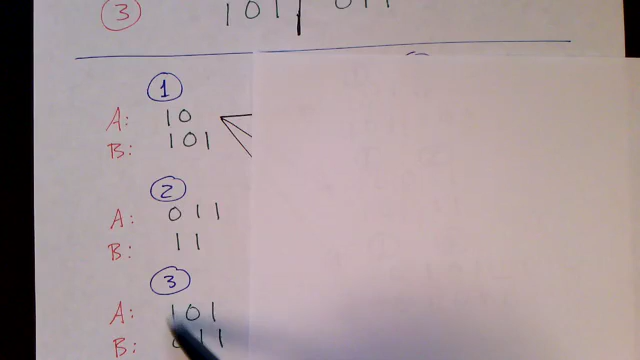 3 101 011
1
A: 10
B: 101
2
A: 011
B: 11
3
A: 101
B: 011